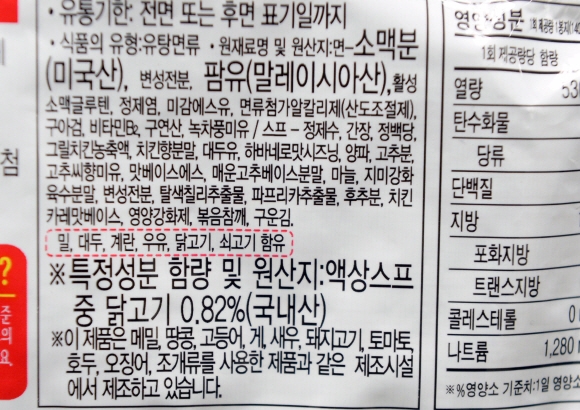 • 유통기한: 전면 또는 후면 표기일까지
• 식품의 유형:유탕면류 • 원재료명 및 원산지:면–소맥분
(미국산), 변성전분, 팜유(말레이시아산),활성
소맥글루텐, 정제염, 미감에스유, 면류첨가알칼리제(산도조절제),
구아검, 비타민B₂, 구연산, 녹차풍미유 / 스프 – 정제수, 간장, 정백당,
그릴치킨농축액, 치킨향분말, 대두유, 하바네로맛시즈닝, 양파, 고추분,
고추씨향미유, 맛베이스에스, 매운고추베이스분말, 마늘, 지미강화
육수분말, 변성전분, 탈색칠리추출물, 파프리카추출물, 후추분, 치킨
카레맛베이스, 영양강화제, 볶음참깨, 구운김.
밀, 대두, 계란, 우유, 닭고기, 쇠고기 함유
※특정성분 함량 및 원산지:액상스프
중 닭고기 0.82%(국내산)
※이 제품은 메밀, 땅콩, 고등어, 게, 새우, 돼지고기, 토마토,
호두, 오징어, 조개류를 사용한 제품과 같은 제조시설
에서 제조하고 있습니다.
영양성분
1회 제공량당 함량
열량 530
탄수화물
당류
단백질
지방
포화지방
트랜스지방
콜레스테롤 0
나트륨 1,280
※%영양소 기준치:1일 영양소
첨
?
준
의
요.